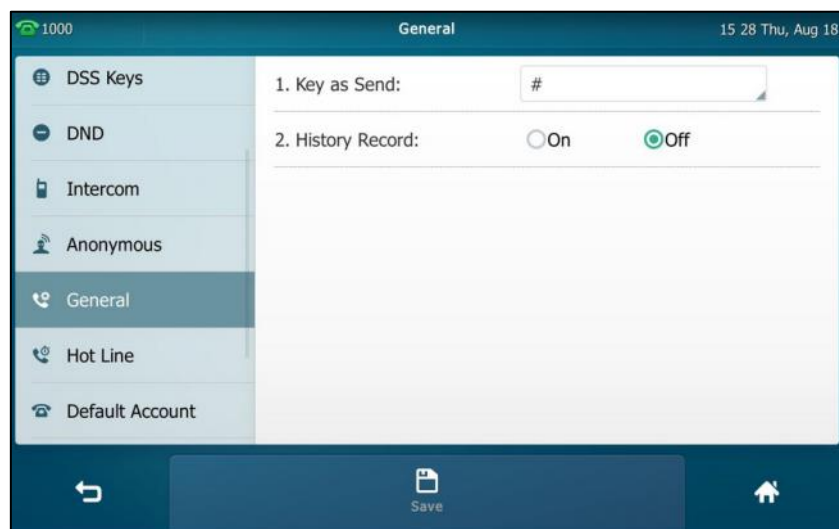 1000 General 15 28 Thu, Aug 18
DSS Keys
DND
Intercom
Anonymous
General
Hot Line
Default Account
1. Key as Send: #
2. History Record: On Off
Save